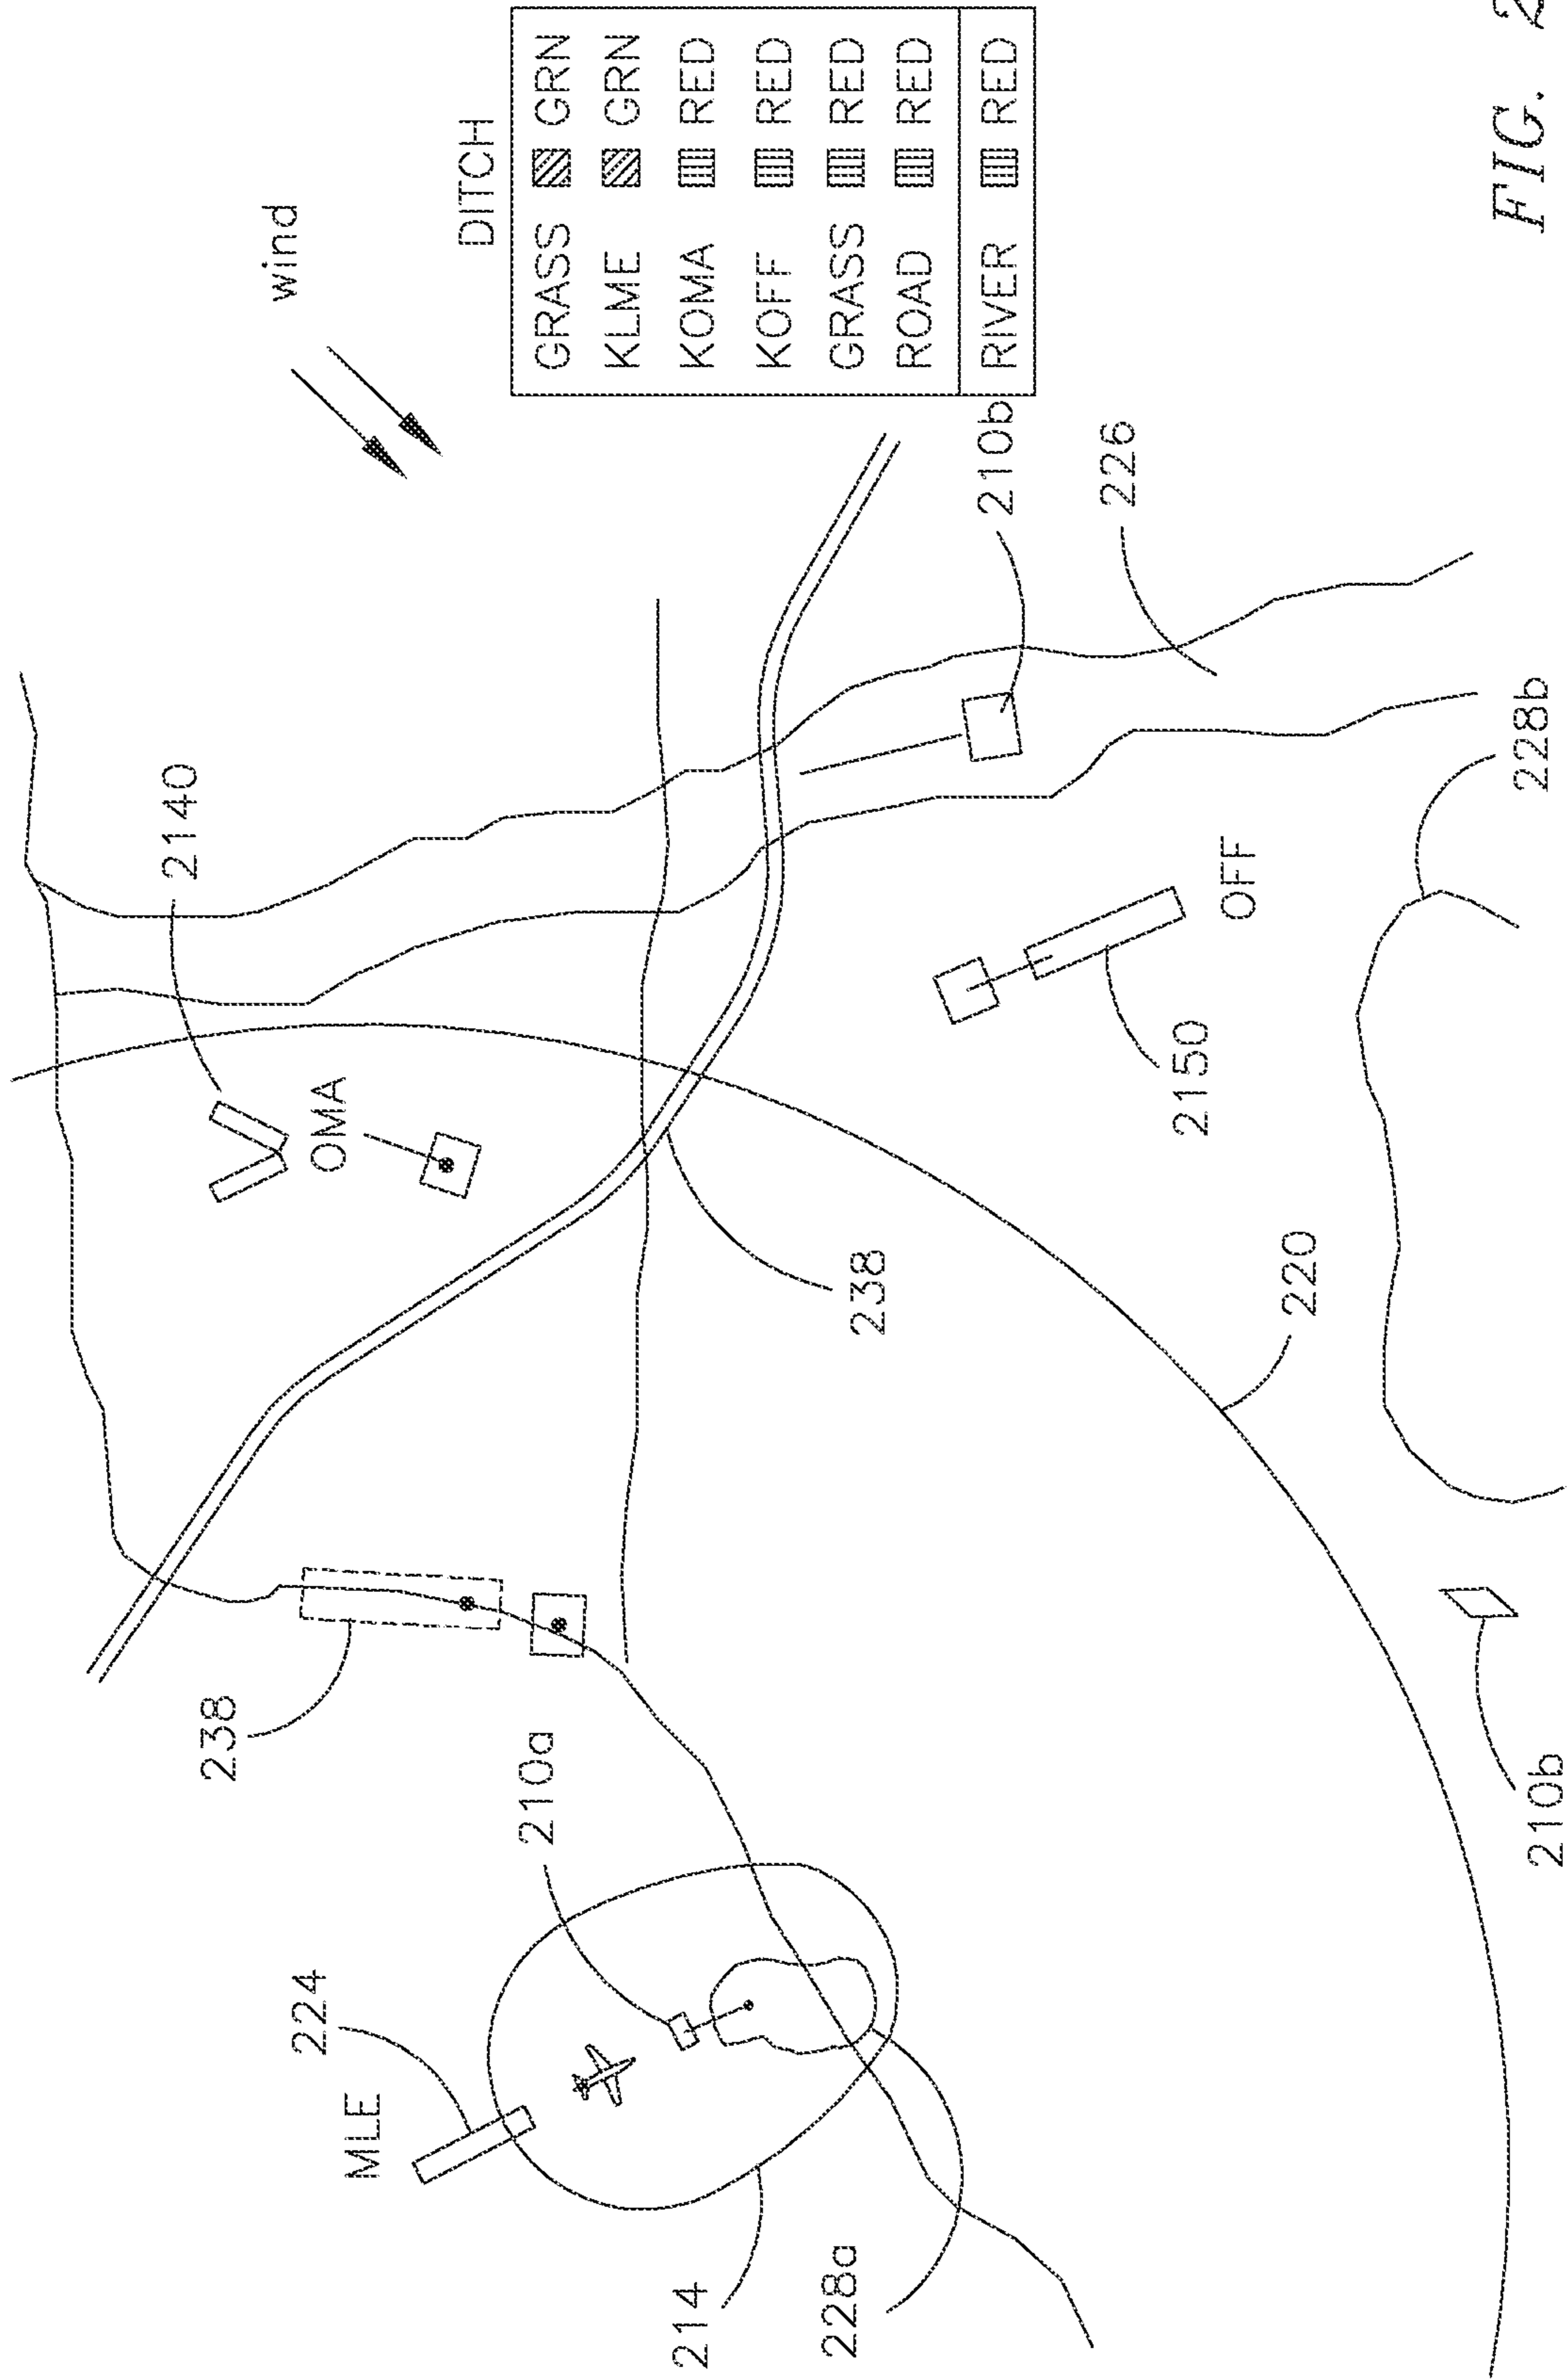 wind
DITCH
GRASS GRN
KLME GRN
KOMA RED
KOFF RED
GRASS RED
ROAD RED
RIVER RED
2140
OMA
238
224
MLE
210a
214
228a
238
210b
226
OFF
2150
228b
220
210b
FIG. 2